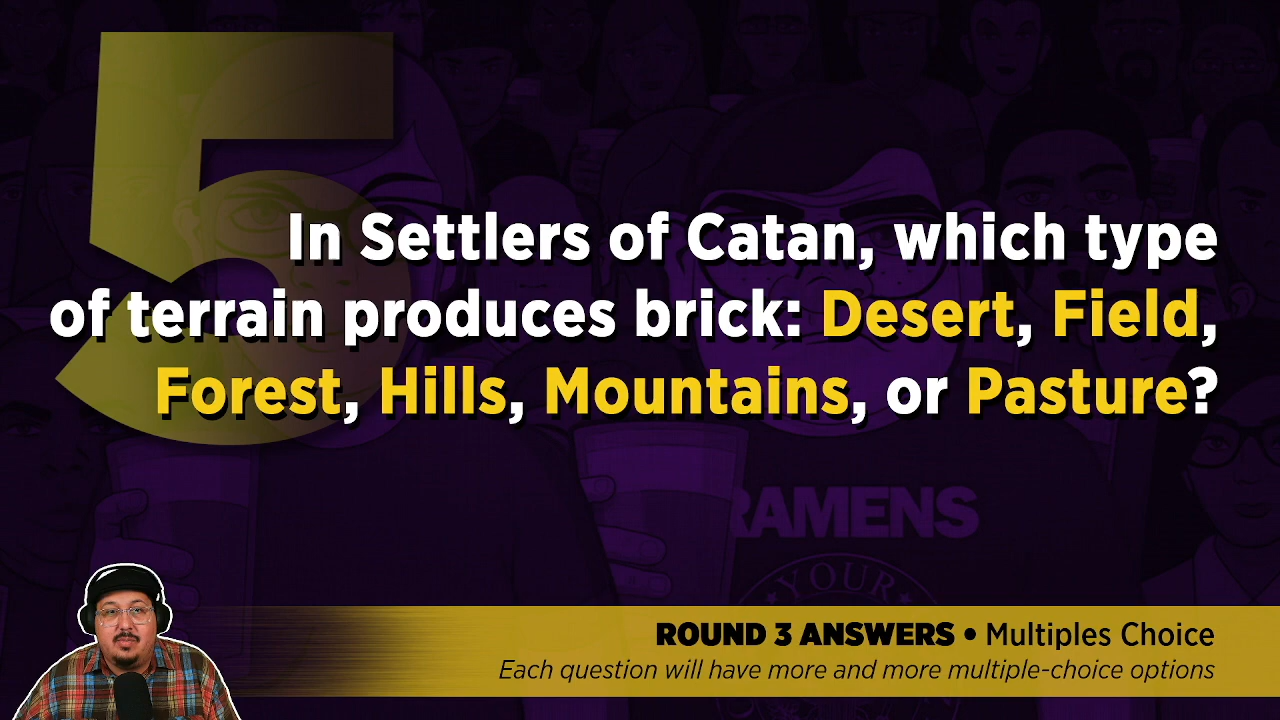 5
In Settlers of Catan, which type
of terrain produces brick: Desert, Field,
Forest, Hills, Mountains, or Pasture?
RAMENS
YOUR
ROUND 3 ANSWERS • Multiples Choice
Each question will have more and more multiple-choice options